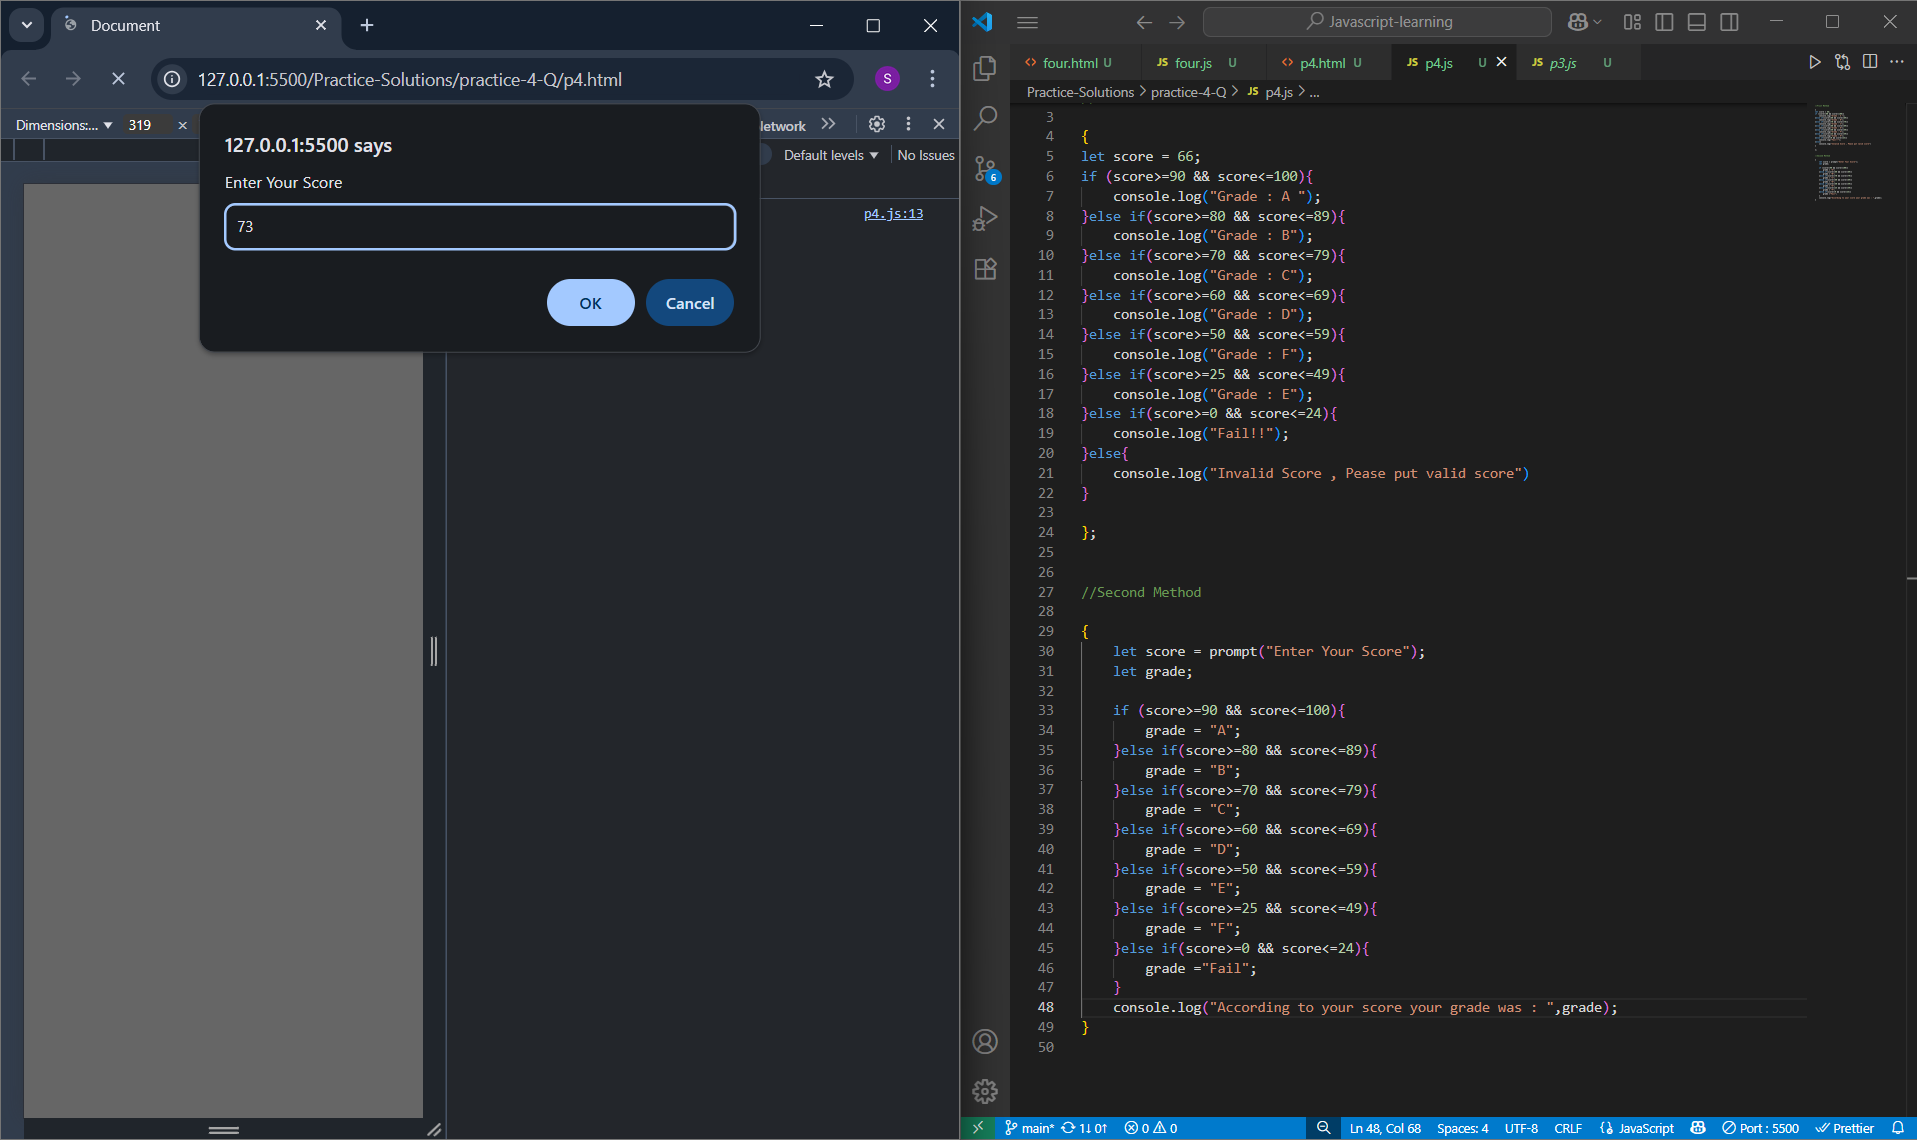 Document
127.0.0.1:5500/Practice-Solutions/practice-4-Q/p4.html
S
Dimensions:... 319
letwork
Default levels No Issues
p4.js:13
127.0.0.1:5500 says
Enter Your Score
73
OK Cancel
Javascript-learning
four.html U JS four.js U p4.html U JS p4.js U JS p3.js U
Practice-Solutions > practice-4-Q > JS p4.js > ...
6
3
4 {
5 let score = 66;
6 if (score>=90 && score<=100){
7 console.log("Grade : A ");
8 }else if(score>=80 && score<=89){
9 console.log("Grade : B");
10 }else if(score>=70 && score<=79){
11 console.log("Grade : C");
12 }else if(score>=60 && score<=69){
13 console.log("Grade : D");
14 }else if(score>=50 && score<=59){
15 console.log("Grade : F");
16 }else if(score>=25 && score<=49){
17 console.log("Grade : E");
18 }else if(score>=0 && score<=24){
19 console.log("Fail!!");
20 }else{
21 console.log("Invalid Score , Pease put valid score")
22 }
23
24 };
25
26
27 //Second Method
28
29 {
30 let score = prompt("Enter Your Score");
31 let grade;
32
33 if (score>=90 && score<=100){
34 grade = "A";
35 }else if(score>=80 && score<=89){
36 grade = "B";
37 }else if(score>=70 && score<=79){
38 grade = "C";
39 }else if(score>=60 && score<=69){
40 grade = "D";
41 }else if(score>=50 && score<=59){
42 grade = "E";
43 }else if(score>=25 && score<=49){
44 grade = "F";
45 }else if(score>=0 && score<=24){
46 grade ="Fail";
47 }
48 console.log("According to your score your grade was : ",grade);
49 }
50
main* 1↓ 0↑ 0 0 Ln 48, Col 68 Spaces: 4 UTF-8 CRLF {} JavaScript Port : 5500 Prettier